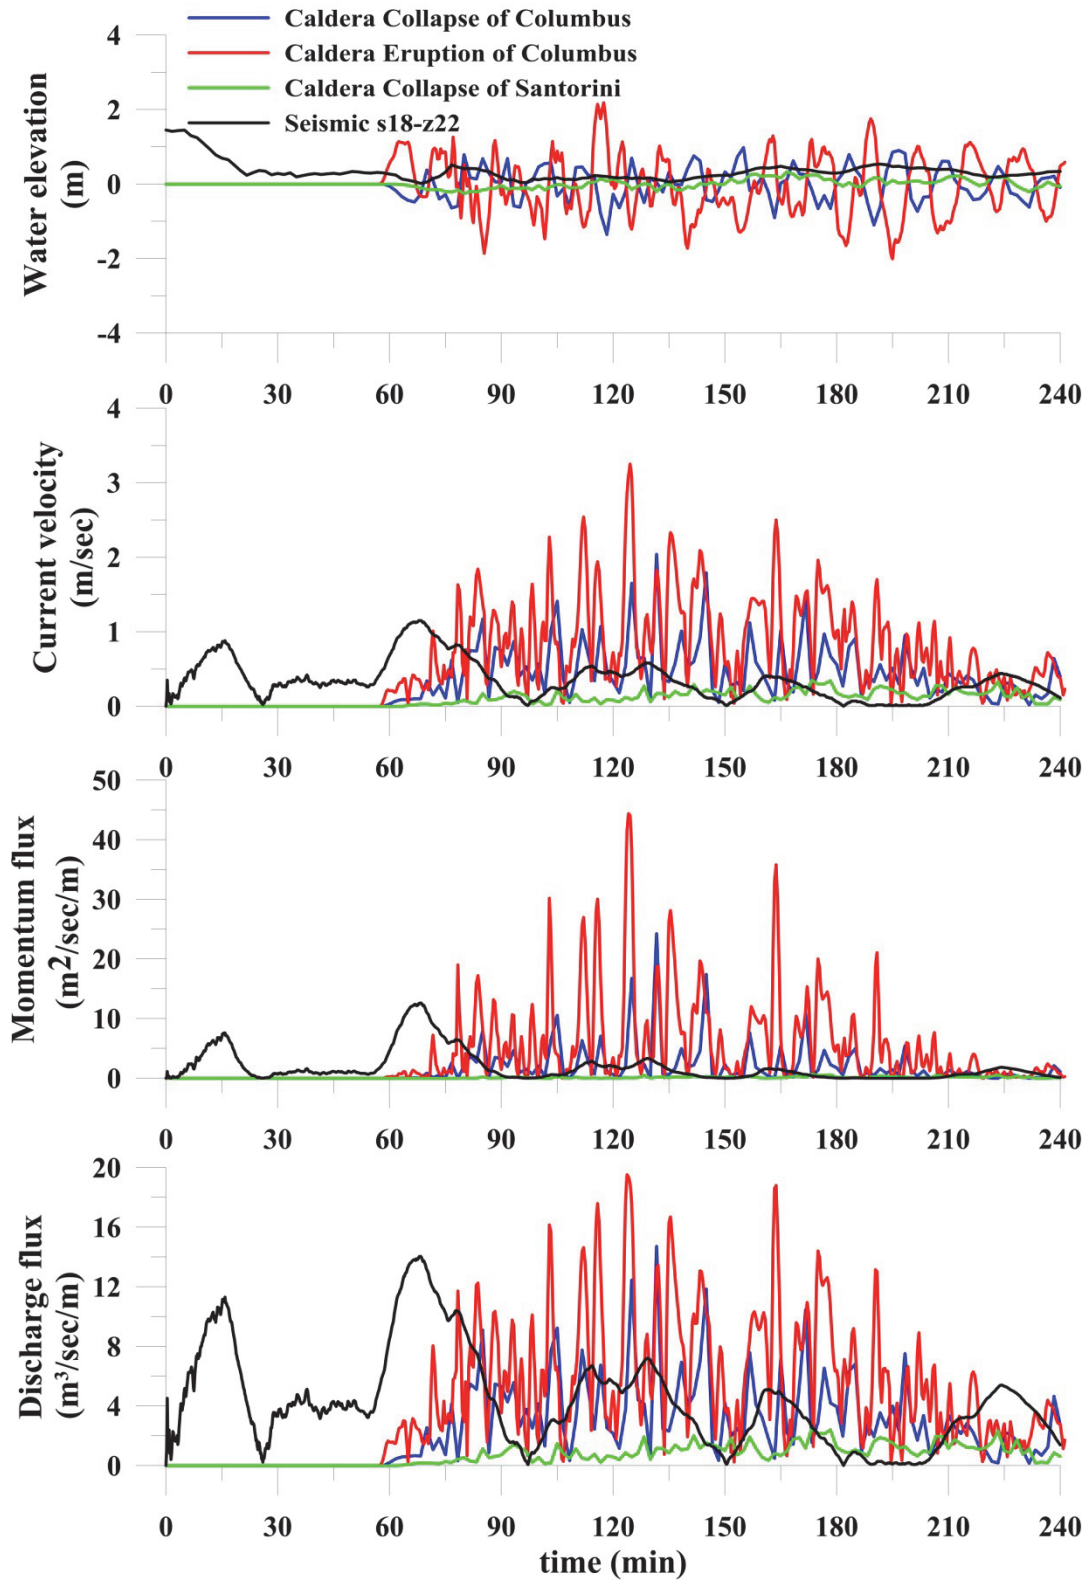 Caldera Collapse of Columbus
Caldera Eruption of Columbus
Caldera Collapse of Santorini
Seismic s18-z22
Water elevation
(m)
4
2
0
-2
-4
0 30 60 90 120 150 180 210 240
Current velocity
(m/sec)
4
3
2
1
0
0 30 60 90 120 150 180 210 240
Momentum flux
(m²/sec/m)
50
40
30
20
10
0
0 30 60 90 120 150 180 210 240
Discharge flux
(m³/sec/m)
20
16
12
8
4
0
0 30 60 90 120 150 180 210 240
time (min)